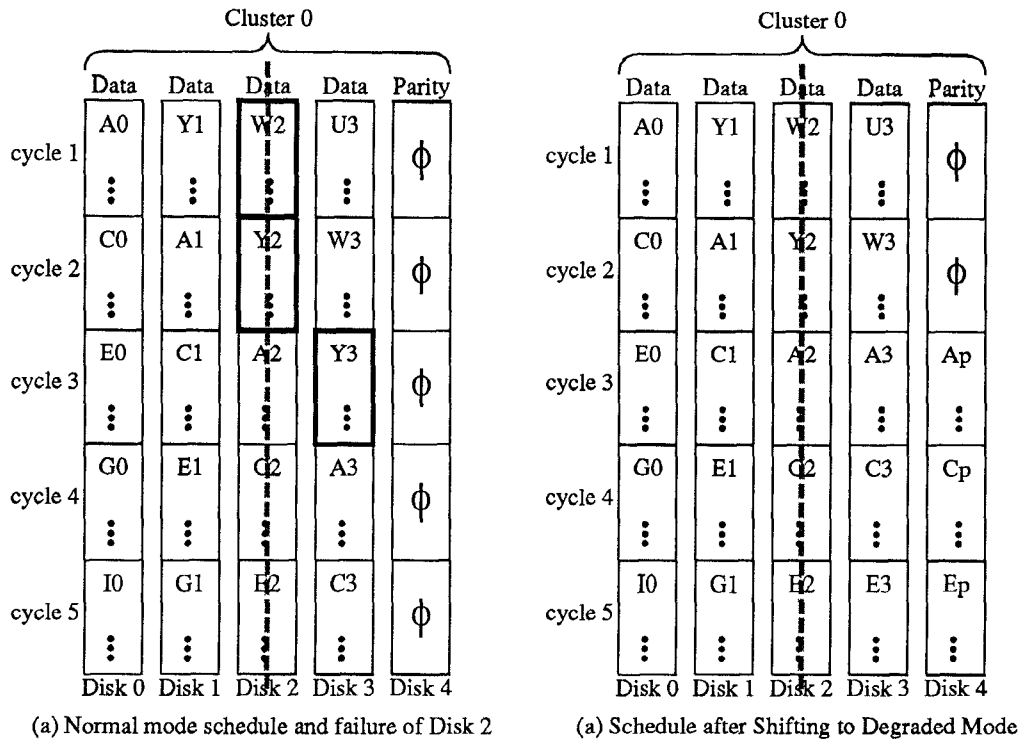 Cluster 0
Data Data Data Data Parity
cycle 1 A0 Y1 W2 U3 ϕ
cycle 2 C0 A1 Y2 W3 ϕ
cycle 3 E0 C1 A2 Y3 ϕ
cycle 4 G0 E1 C2 A3 ϕ
cycle 5 I0 G1 E2 C3 ϕ
Disk 0 Disk 1 Disk 2 Disk 3 Disk 4
(a) Normal mode schedule and failure of Disk 2
Cluster 0
Data Data Data Data Parity
cycle 1 A0 Y1 W2 U3 ϕ
cycle 2 C0 A1 Y2 W3 ϕ
cycle 3 E0 C1 A2 A3 Ap
cycle 4 G0 E1 C2 C3 Cp
cycle 5 I0 G1 E2 E3 Ep
Disk 0 Disk 1 Disk 2 Disk 3 Disk 4
(a) Schedule after Shifting to Degraded Mode